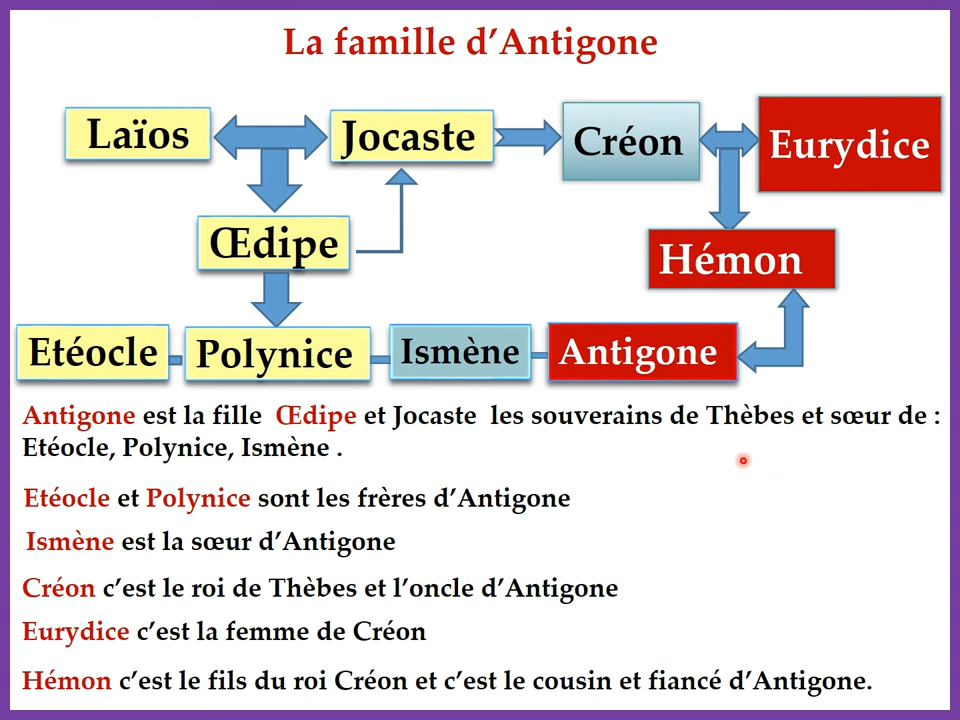 La famille d’Antigone
Laïos
Jocaste
Créon
Eurydice
Œdipe
Hémon
Etéocle
Polynice
Ismène
Antigone
Antigone est la fille Œdipe et Jocaste les souverains de Thèbes et sœur de :
Etéocle, Polynice, Ismène .
Etéocle et Polynice sont les frères d’Antigone
Ismène est la sœur d’Antigone
Créon c’est le roi de Thèbes et l’oncle d’Antigone
Eurydice c’est la femme de Créon
Hémon c’est le fils du roi Créon et c’est le cousin et fiancé d’Antigone.